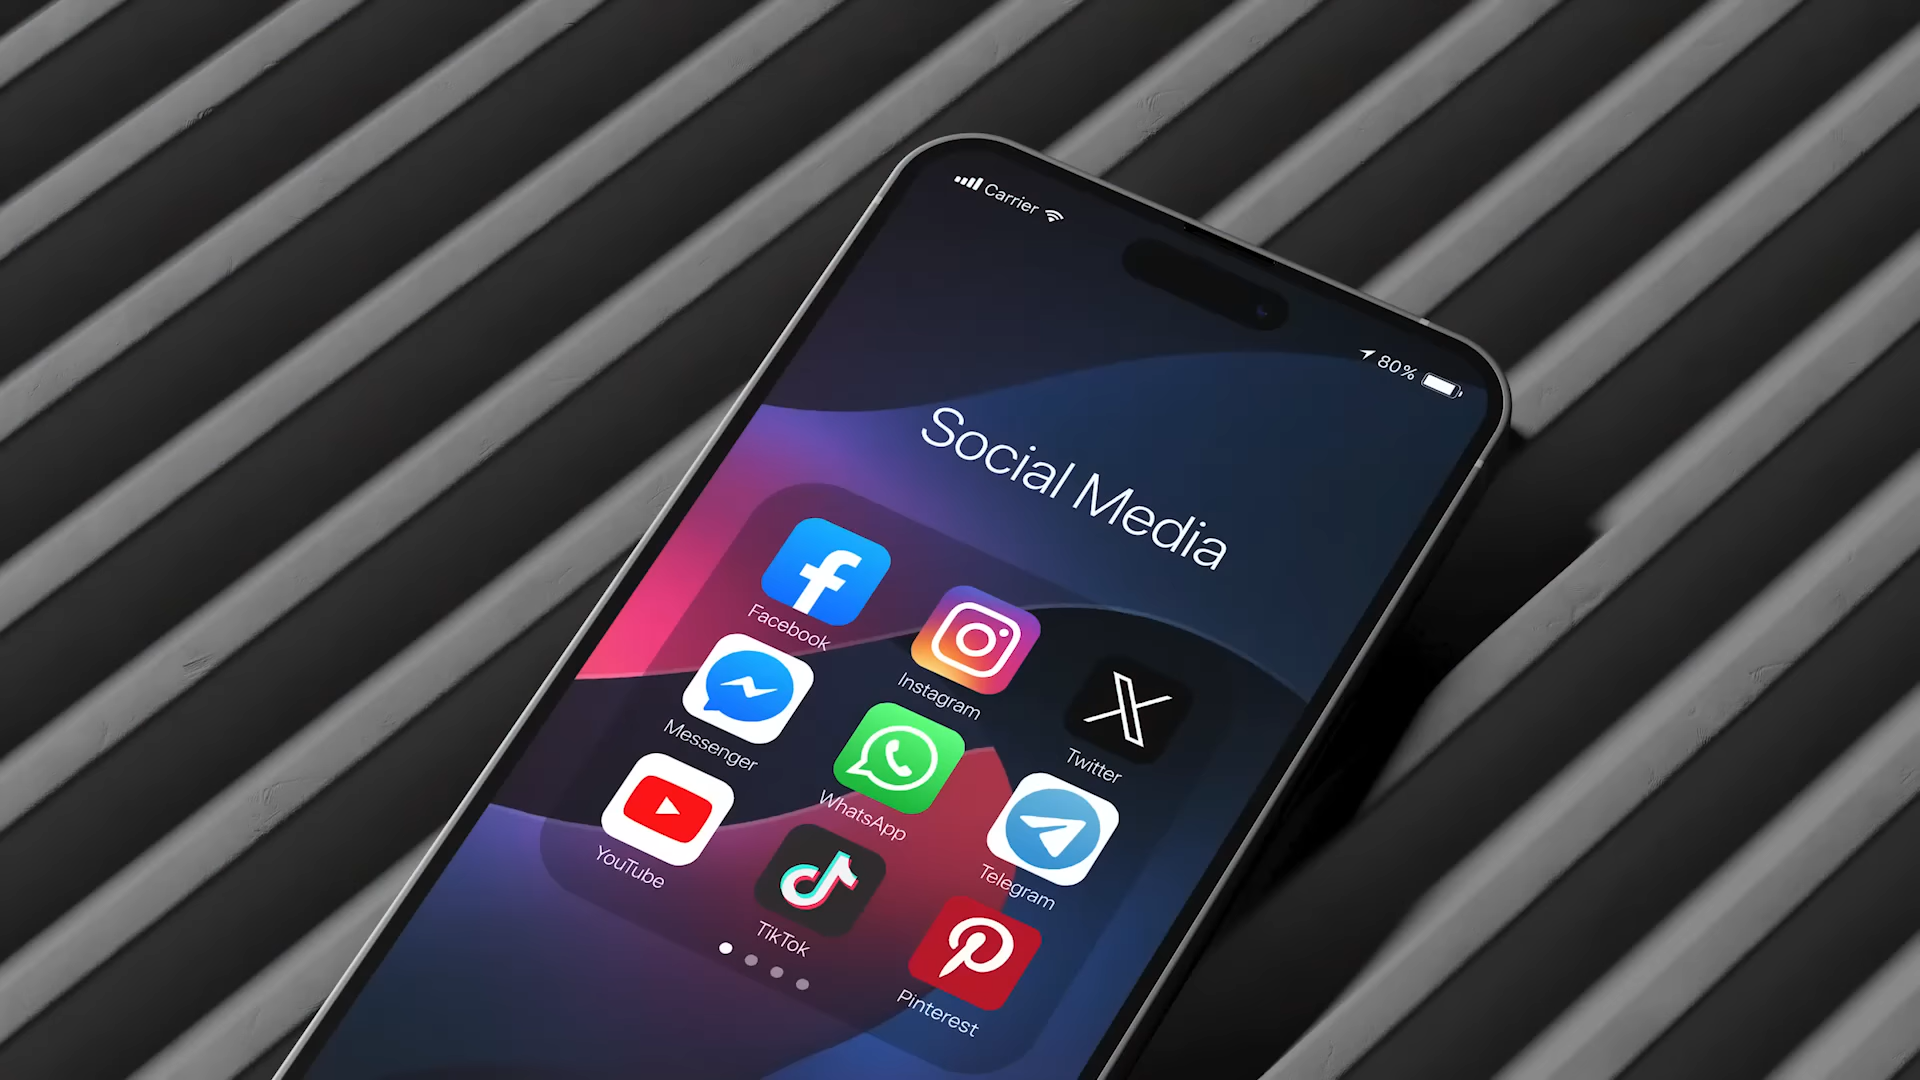 Carrier
80%
Social Media
Facebook
Instagram
Twitter
Messenger
WhatsApp
Telegram
YouTube
TikTok
Pinterest